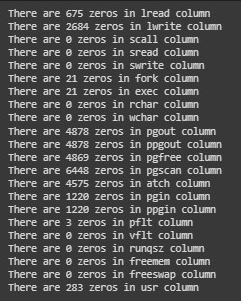 There are 675 zeros in lread column
There are 2684 zeros in lwrite column
There are 0 zeros in scall column
There are 0 zeros in sread column
There are 0 zeros in swrite column
There are 21 zeros in fork column
There are 21 zeros in exec column
There are 0 zeros in rchar column
There are 0 zeros in wchar column
There are 4878 zeros in pgout column
There are 4878 zeros in ppgout column
There are 4869 zeros in pgfree column
There are 6448 zeros in pgscan column
There are 4575 zeros in atch column
There are 1220 zeros in pgin column
There are 1220 zeros in ppgin column
There are 3 zeros in pflt column
There are 0 zeros in vflt column
There are 0 zeros in runqsz column
There are 0 zeros in freemem column
There are 0 zeros in freeswap column
There are 283 zeros in usr column